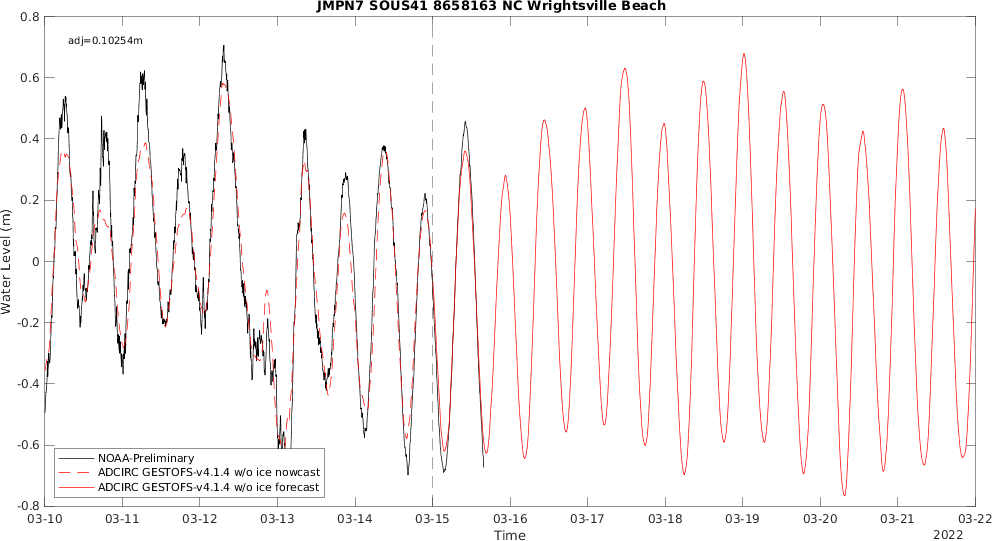 JMPN7 SOUS41 8658163 NC Wrightsville Beach
adj=0.10254m
Water Level (m)
0.8
0.6
0.4
0.2
0
-0.2
-0.4
-0.6
-0.8
NOAA-Preliminary
ADCIRC GESTOFS-v4.1.4 w/o ice nowcast
ADCIRC GESTOFS-v4.1.4 w/o ice forecast
03-10 03-11 03-12 03-13 03-14 03-15 03-16 03-17 03-18 03-19 03-20 03-21 03-22
Time
2022